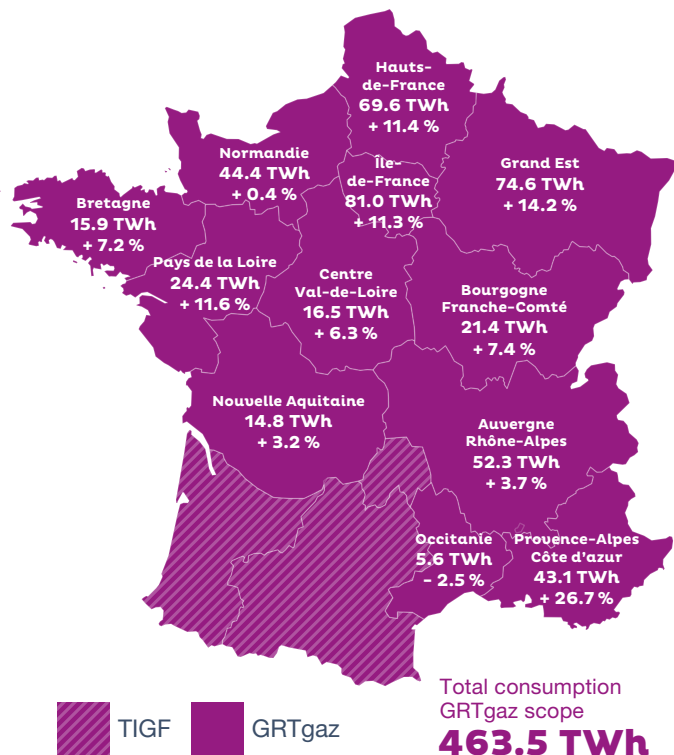 Hauts-
de-France
69.6 TWh
+ 11.4 %
Normandie
44.4 TWh
+ 0.4 %
Île-
de-France
81.0 TWh
+ 11.3 %
Grand Est
74.6 TWh
+ 14.2 %
Bretagne
15.9 TWh
+ 7.2 %
Pays de la Loire
24.4 TWh
+ 11.6 %
Centre
Val-de-Loire
16.5 TWh
+ 6.3 %
Bourgogne
Franche-Comté
21.4 TWh
+ 7.4 %
Nouvelle Aquitaine
14.8 TWh
+ 3.2 %
Auvergne
Rhône-Alpes
52.3 TWh
+ 3.7 %
Occitanie
5.6 TWh
– 2.5 %
Provence-Alpes
Côte d'azur
43.1 TWh
+ 26.7 %
TIGF
GRTgaz
Total consumption
GRTgaz scope
463.5 TWh